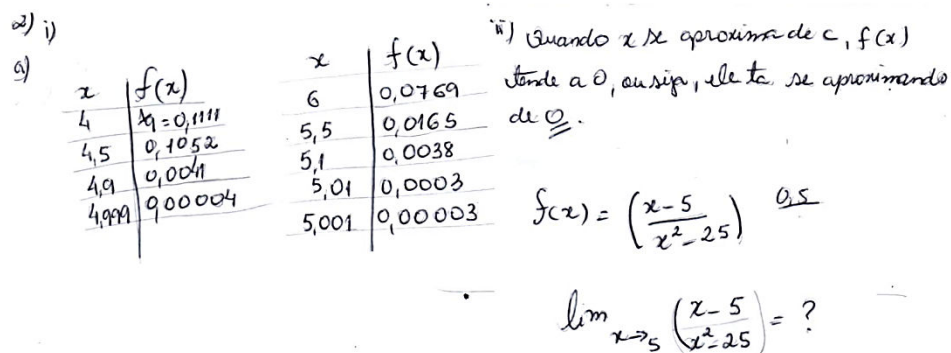 2) i)
a)
x | f(x)
4 | 1/9 = 0,1111
4,5 | 0,1052
4,9 | 0,0041
4,999 | 0,00004
x | f(x)
6 | 0,0769
5,5 | 0,0165
5,1 | 0,0038
5,01 | 0,0003
5,001 | 0,00003
ii) Quando x se aproxima de c, f(x)
tende a 0, ou sija, ele ta se aproximando
de 0.
f(x) = (x-5 / x² - 25) 0,5
lim x→5 (x-5 / x²-25) = ?